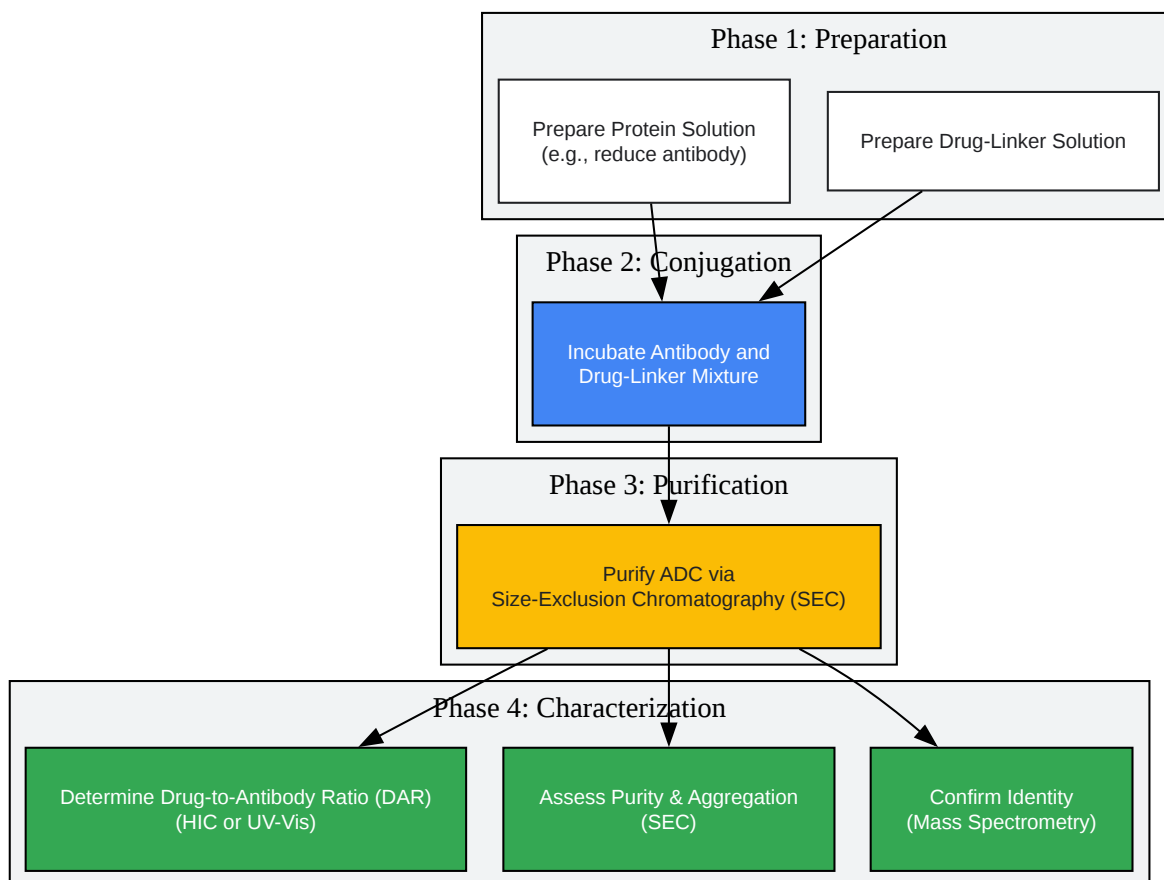 Phase 1: Preparation
Prepare Protein Solution
(e.g., reduce antibody)
Prepare Drug-Linker Solution
Phase 2: Conjugation
Incubate Antibody and
Drug-Linker Mixture
Phase 3: Purification
Purify ADC via
Size-Exclusion Chromatography (SEC)
Phase 4: Characterization
Determine Drug-to-Antibody Ratio (DAR)
(HIC or UV-Vis)
Assess Purity & Aggregation
(SEC)
Confirm Identity
(Mass Spectrometry)